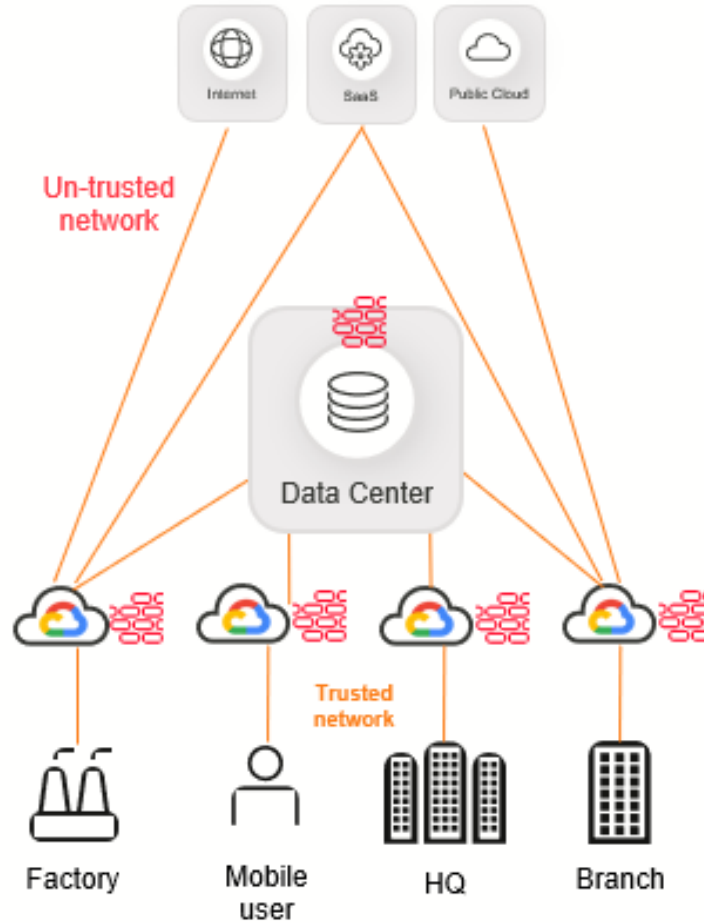 Internet
SaaS
Public Cloud
Un-trusted
network
Data Center
Trusted
network
Factory
Mobile
user
HQ
Branch